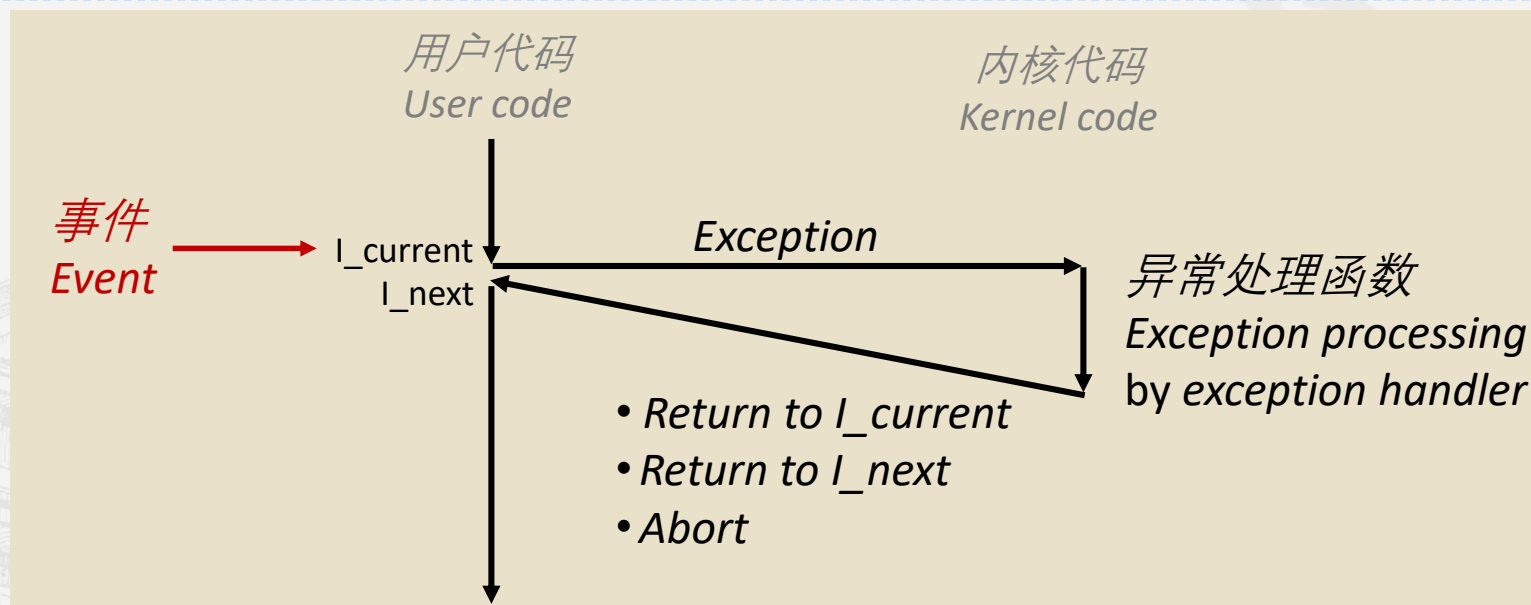 用户代码
User code
内核代码
Kernel code
事件
Event
I_current
I_next
Exception
异常处理函数
Exception processing
by exception handler
• Return to I_current
• Return to I_next
• Abort